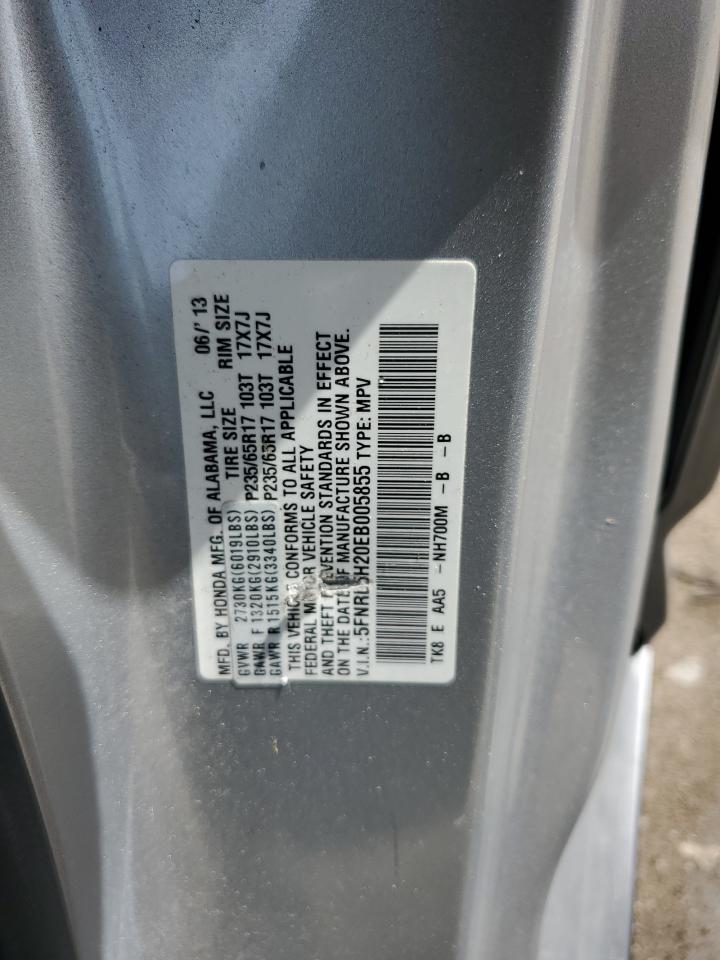 MFD. BY HONDA MFG. OF ALABAMA, LLC 06/' 13
TIRE SIZE RIM SIZE
GVWR 2730KG(6019LBS)
GAWR F 1320KG(2910LBS) P235/65R17 103T 17X7J
GAWR R 1515KG(3340LBS) P235/65R17 103T 17X7J
THIS VEHICLE CONFORMS TO ALL APPLICABLE
FEDERAL MOTOR VEHICLE SAFETY
AND THEFT PREVENTION STANDARDS IN EFFECT
ON THE DATE OF MANUFACTURE SHOWN ABOVE.
V.I.N.:5FNRL5H20EB005855 TYPE: MPV
TK8 E AA5 -NH700M -B -B